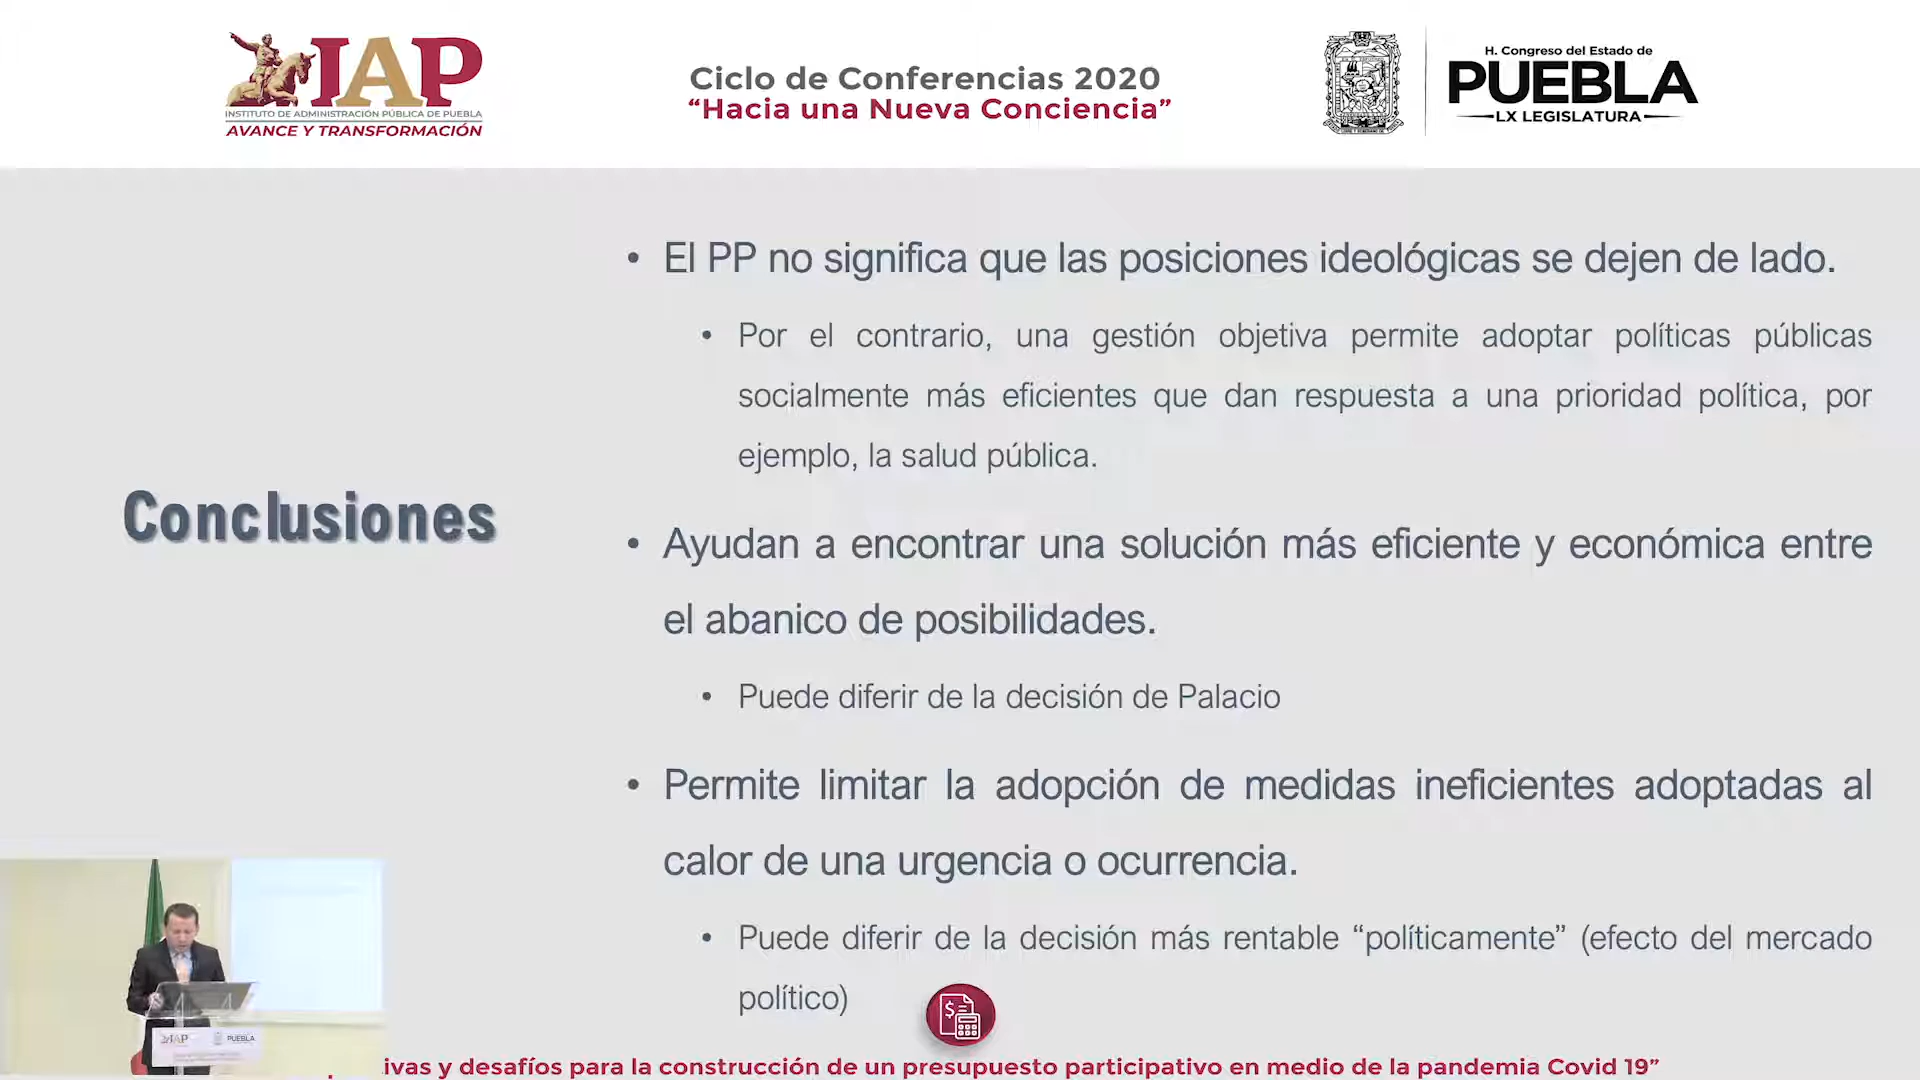 IAP
INSTITUTO DE ADMINISTRACIÓN PÚBLICA DE PUEBLA
AVANCE Y TRANSFORMACIÓN
Ciclo de Conferencias 2020
“Hacia una Nueva Conciencia”
H. Congreso del Estado de
PUEBLA
LX LEGISLATURA
Conclusiones
• El PP no significa que las posiciones ideológicas se dejen de lado.
• Por el contrario, una gestión objetiva permite adoptar políticas públicas
socialmente más eficientes que dan respuesta a una prioridad política, por
ejemplo, la salud pública.
• Ayudan a encontrar una solución más eficiente y económica entre
el abanico de posibilidades.
• Puede diferir de la decisión de Palacio
• Permite limitar la adopción de medidas ineficientes adoptadas al
calor de una urgencia o ocurrencia.
• Puede diferir de la decisión más rentable “políticamente” (efecto del mercado
político)
IAP PUEBLA
ivas y desafíos para la construcción de un presupuesto participativo en medio de la pandemia Covid 19”